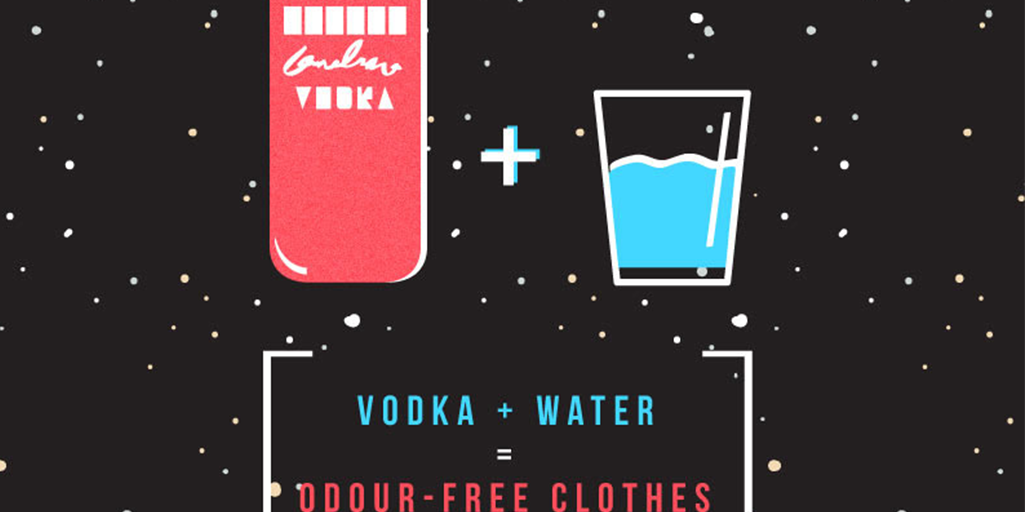 VODKA
+
VODKA + WATER
=
ODOUR-FREE CLOTHES